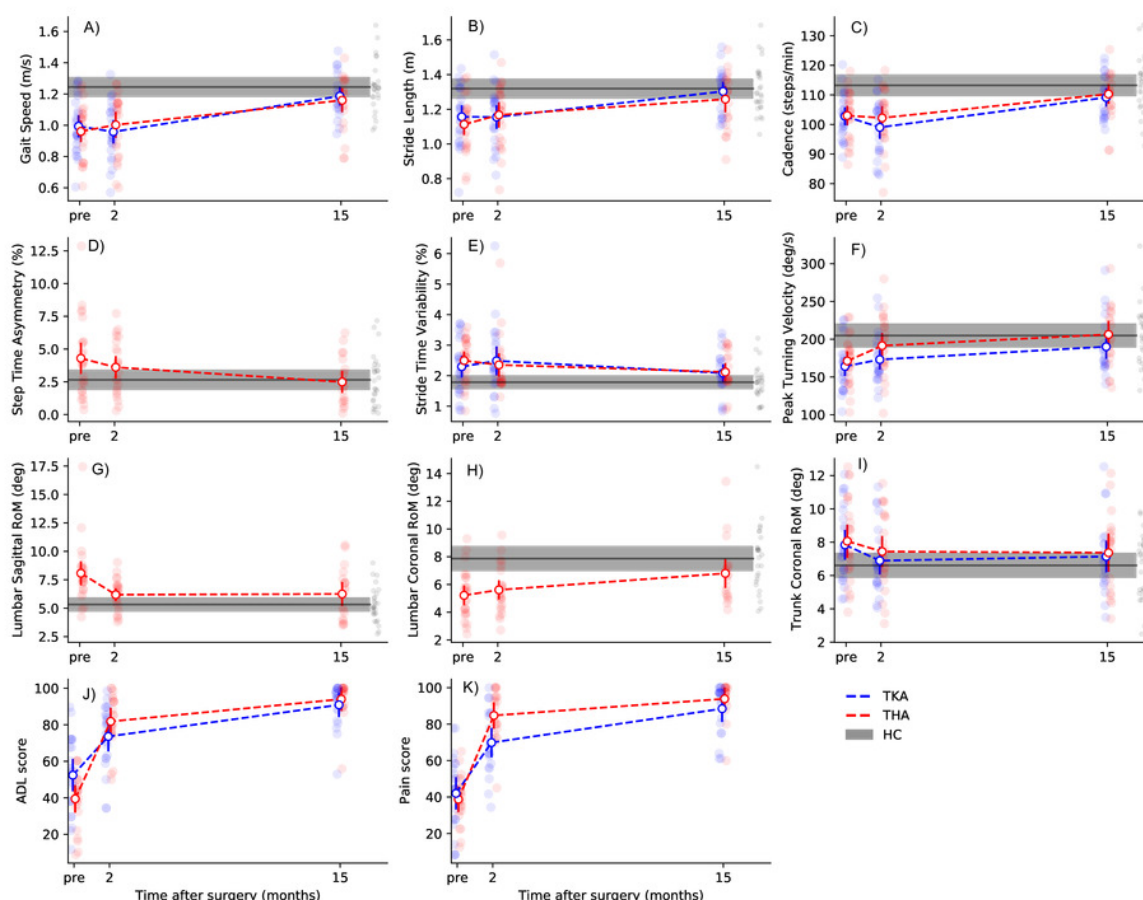 A)
Gait Speed (m/s)
1.6
1.4
1.2
1.0
0.8
0.6
pre
2
15
B)
Stride Length (m)
1.6
1.4
1.2
1.0
0.8
pre
2
15
C)
Cadence (steps/min)
130
120
110
100
90
80
pre
2
15
D)
Step Time Asymmetry (%)
12.5
10.0
7.5
5.0
2.5
0.0
pre
2
15
E)
Stride Time Variability (%)
6
5
4
3
2
1
pre
2
15
F)
Peak Turning Velocity (deg/s)
300
250
200
150
100
pre
2
15
G)
Lumbar Sagittal RoM (deg)
17.5
15.0
12.5
10.0
7.5
5.0
2.5
pre
2
15
H)
Lumbar Coronal RoM (deg)
14
12
10
8
6
4
2
pre
2
15
I)
Trunk Coronal RoM (deg)
12
10
8
6
4
2
pre
2
15
J)
ADL score
100
80
60
40
20
pre
2
15
Time after surgery (months)
K)
Pain score
100
80
60
40
20
pre
2
15
Time after surgery (months)
TKA
THA
HC